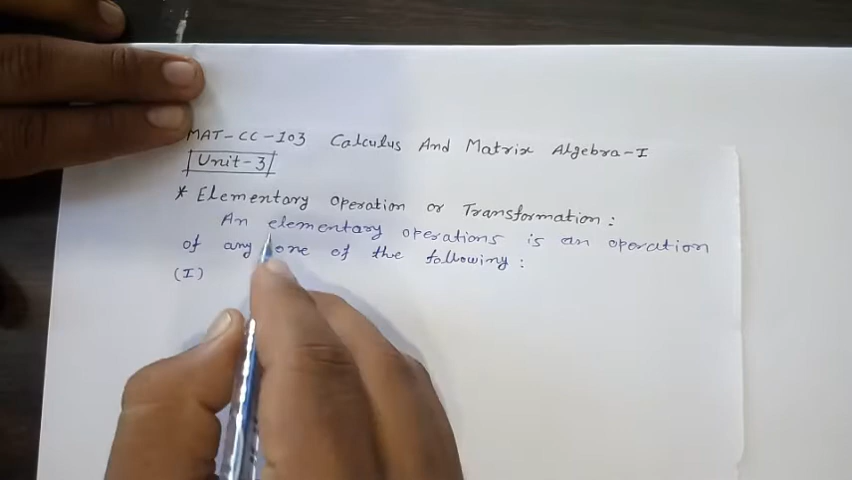 MAT-CC-103 Calculus And Matrix Algebra-I
Unit-3
* Elementary Operation or Transformation:
An elementary operations is an operation
of any one of the following:
(I)